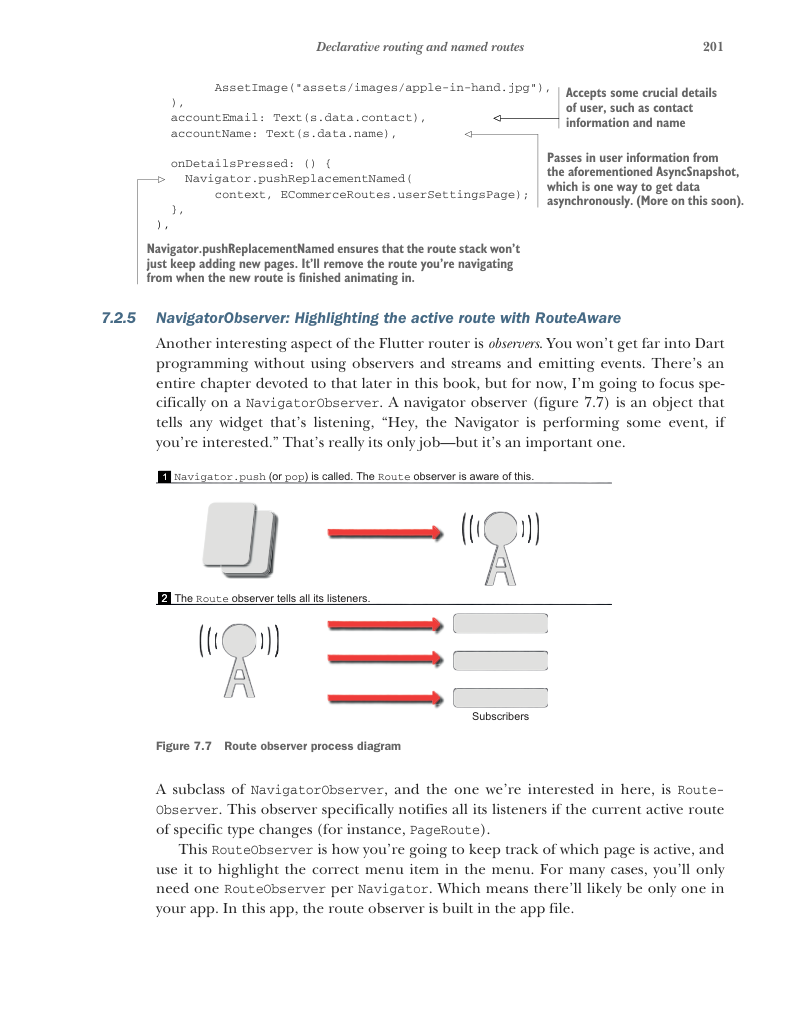 Declarative routing and named routes
201
AssetImage("assets/images/apple-in-hand.jpg"),
),
accountEmail: Text(s.data.contact),
accountName: Text(s.data.name),
Accepts some crucial details
of user, such as contact
information and name
onDetailsPressed: () {
Navigator.pushReplacementNamed(
context, ECommerceRoutes.userSettingsPage);
},
),
Passes in user information from
the aforementioned AsyncSnapshot,
which is one way to get data
asynchronously. (More on this soon).
Navigator.pushReplacementNamed ensures that the route stack won't
just keep adding new pages. It'll remove the route you're navigating
from when the new route is finished animating in.
7.2.5 NavigatorObserver: Highlighting the active route with RouteAware
Another interesting aspect of the Flutter router is observers. You won't get far into Dart
programming without using observers and streams and emitting events. There's an
entire chapter devoted to that later in this book, but for now, I'm going to focus spe-
cifically on a NavigatorObserver. A navigator observer (figure 7.7) is an object that
tells any widget that's listening, “Hey, the Navigator is performing some event, if
you're interested.” That's really its only job—but it's an important one.
1 Navigator.push (or pop) is called. The Route observer is aware of this.
2 The Route observer tells all its listeners.
Subscribers
Figure 7.7 Route observer process diagram
A subclass of NavigatorObserver, and the one we're interested in here, is Route-
Observer. This observer specifically notifies all its listeners if the current active route
of specific type changes (for instance, PageRoute).
This RouteObserver is how you're going to keep track of which page is active, and
use it to highlight the correct menu item in the menu. For many cases, you'll only
need one RouteObserver per Navigator. Which means there'll likely be only one in
your app. In this app, the route observer is built in the app file.